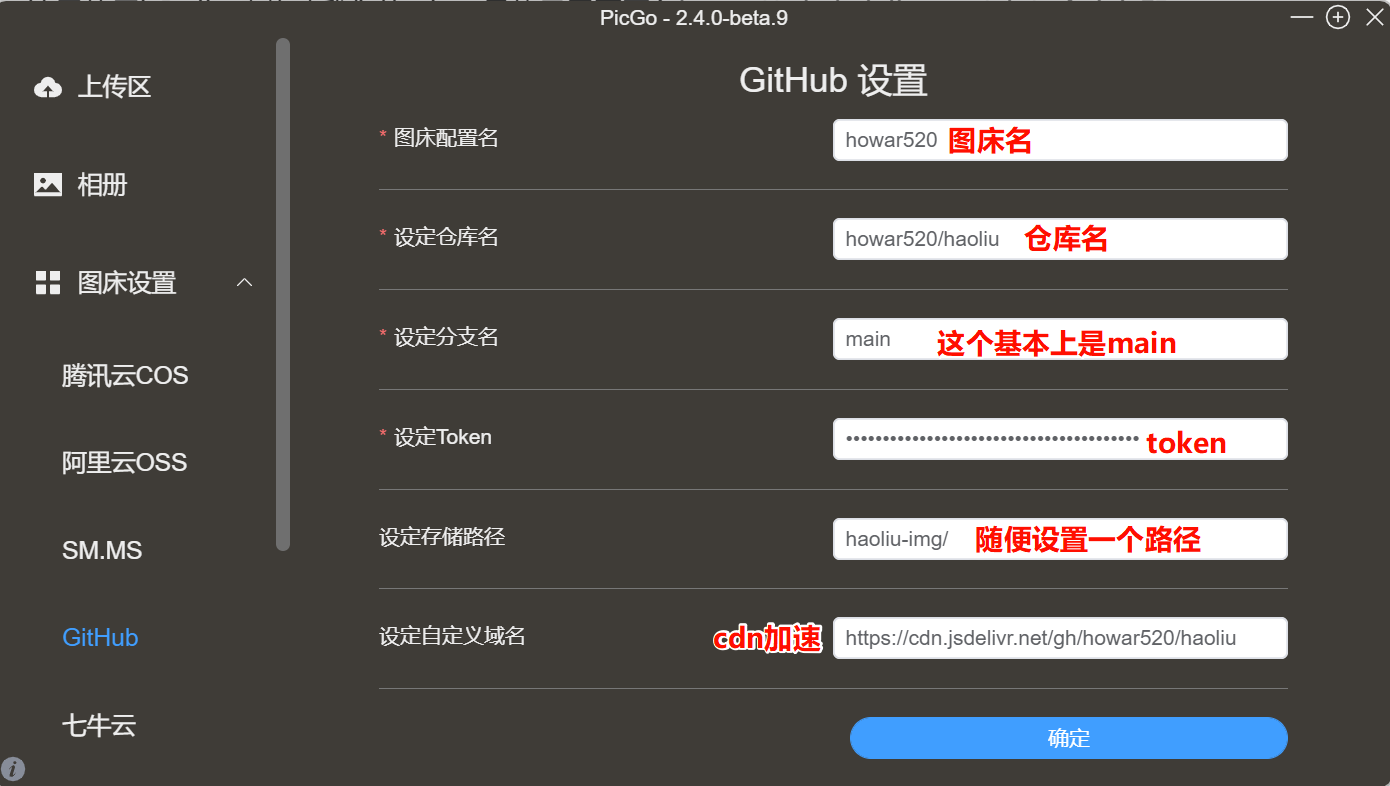 PicGo - 2.4.0-beta.9
上传区
相册
图床设置
腾讯云COS
阿里云OSS
SM.MS
GitHub
七牛云
GitHub 设置
* 图床配置名
howar520 图床名
* 设定仓库名
howar520/haoliu 仓库名
* 设定分支名
main 这个基本上是main
* 设定Token
•••••••••••••••••••••••••••••••••••••••• token
设定存储路径
haoliu-img/ 随便设置一个路径
设定自定义域名
cdn加速 https://cdn.jsdelivr.net/gh/howar520/haoliu
确定